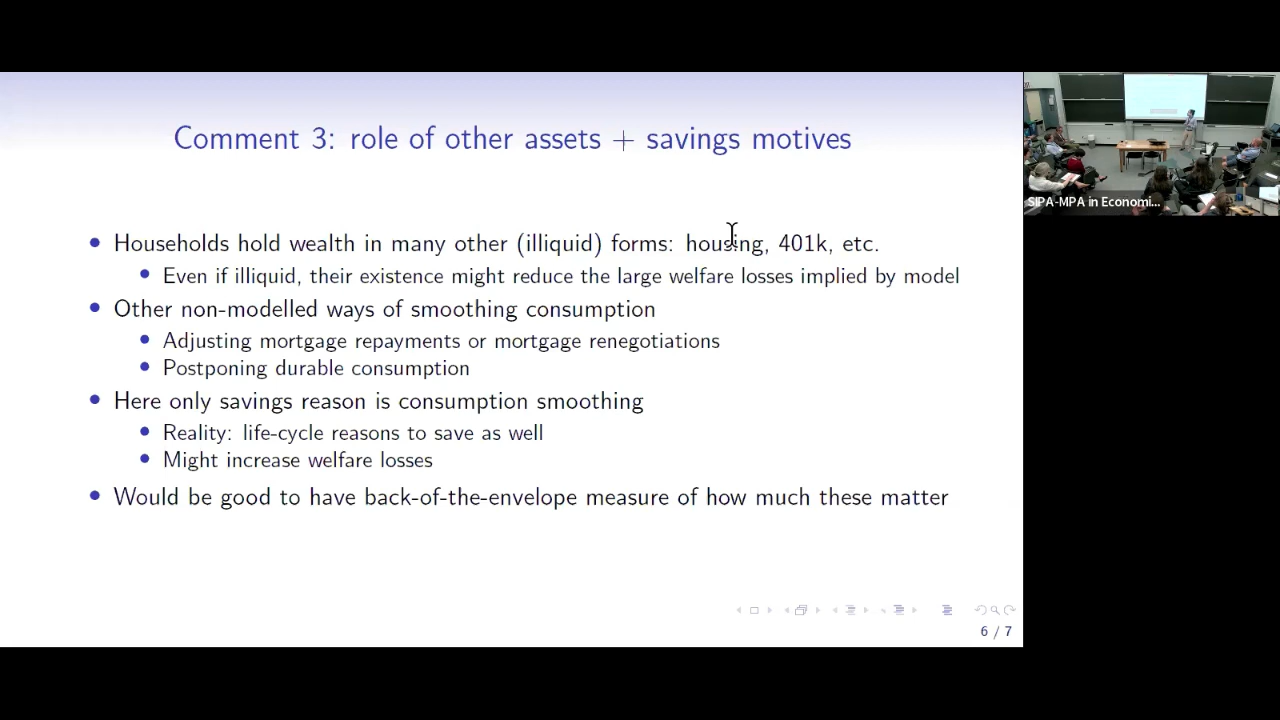 Comment 3: role of other assets + savings motives
Households hold wealth in many other (illiquid) forms: housing, 401k, etc.
Even if illiquid, their existence might reduce the large welfare losses implied by model
Other non-modelled ways of smoothing consumption
Adjusting mortgage repayments or mortgage renegotiations
Postponing durable consumption
Here only savings reason is consumption smoothing
Reality: life-cycle reasons to save as well
Might increase welfare losses
Would be good to have back-of-the-envelope measure of how much these matter
6 / 7
SIPA-MPA in Economi...